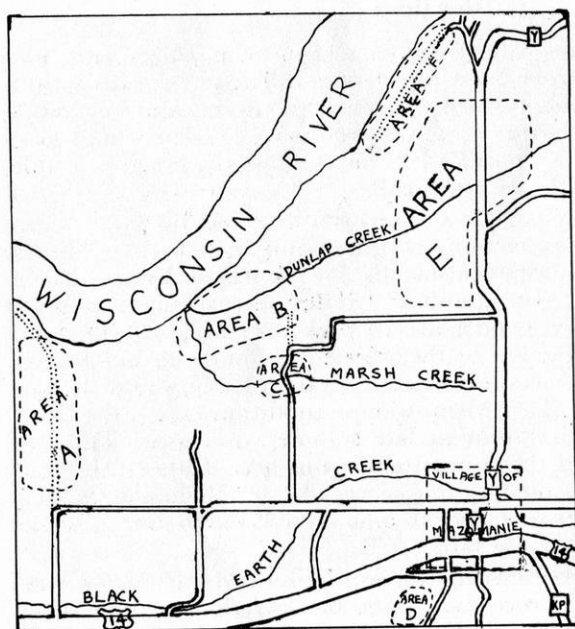 Y
WISCONSIN RIVER
AREA
DUNLAP CREEK
AREA E
AREA B
AREA C
MARSH CREEK
AREA A
CREEK
VILLAGE OF
Y
MAZOMANIE
Y
14
EARTH
BLACK
14
AREA D
KP